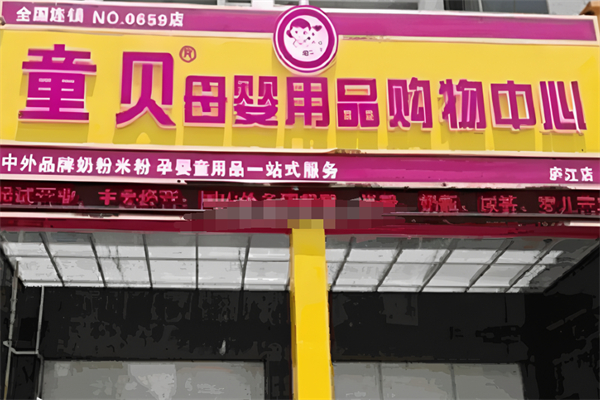 全国连锁 NO.0659店
童贝®母婴用品购物中心
中外品牌奶粉米粉 孕婴童用品一站式服务
庐江店
奶瓶